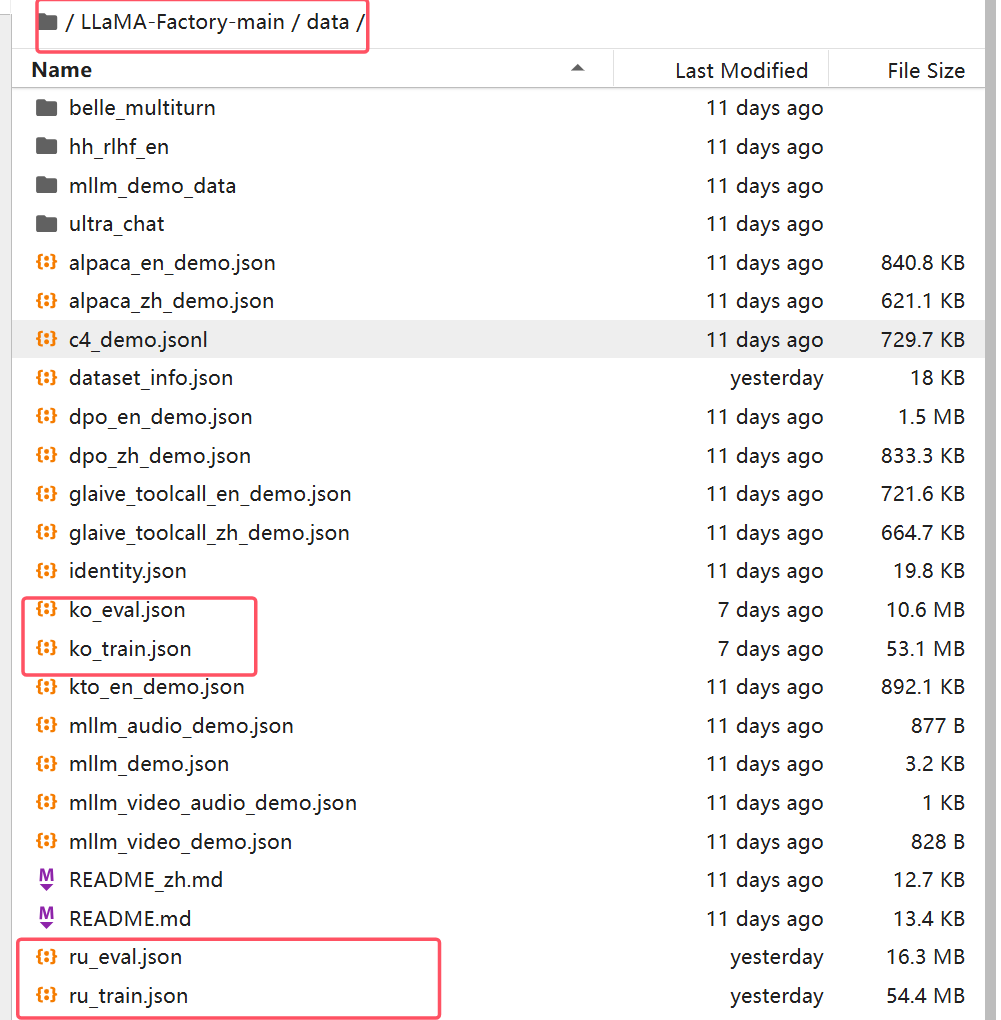 / LLaMA-Factory-main / data /
Name Last Modified File Size
belle_multiturn 11 days ago
hh_rlhf_en 11 days ago
mllm_demo_data 11 days ago
ultra_chat 11 days ago
alpaca_en_demo.json 11 days ago 840.8 KB
alpaca_zh_demo.json 11 days ago 621.1 KB
c4_demo.jsonl 11 days ago 729.7 KB
dataset_info.json yesterday 18 KB
dpo_en_demo.json 11 days ago 1.5 MB
dpo_zh_demo.json 11 days ago 833.3 KB
glaive_toolcall_en_demo.json 11 days ago 721.6 KB
glaive_toolcall_zh_demo.json 11 days ago 664.7 KB
identity.json 11 days ago 19.8 KB
ko_eval.json 7 days ago 10.6 MB
ko_train.json 7 days ago 53.1 MB
kto_en_demo.json 11 days ago 892.1 KB
mllm_audio_demo.json 11 days ago 877 B
mllm_demo.json 11 days ago 3.2 KB
mllm_video_audio_demo.json 11 days ago 1 KB
mllm_video_demo.json 11 days ago 828 B
README_zh.md 11 days ago 12.7 KB
README.md 11 days ago 13.4 KB
ru_eval.json yesterday 16.3 MB
ru_train.json yesterday 54.4 MB